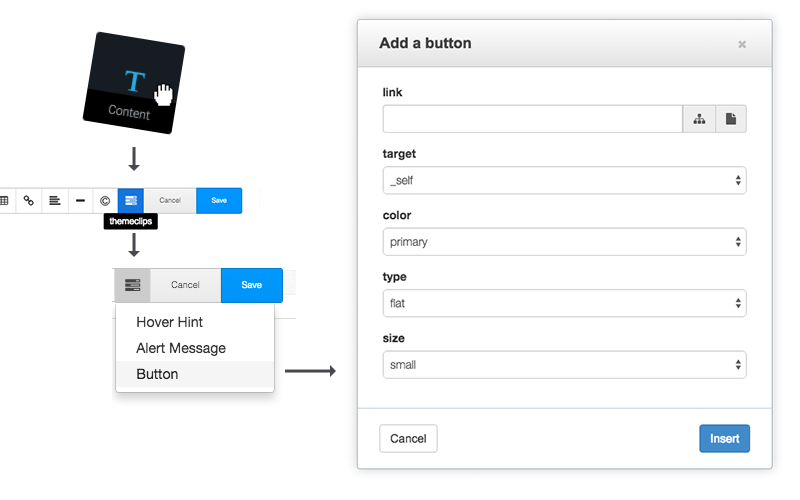 T
Content
Cancel
Save
themeclips
Cancel
Save
Hover Hint
Alert Message
Button
Add a button
×
link
target
_self
color
primary
type
flat
size
small
Cancel
Insert